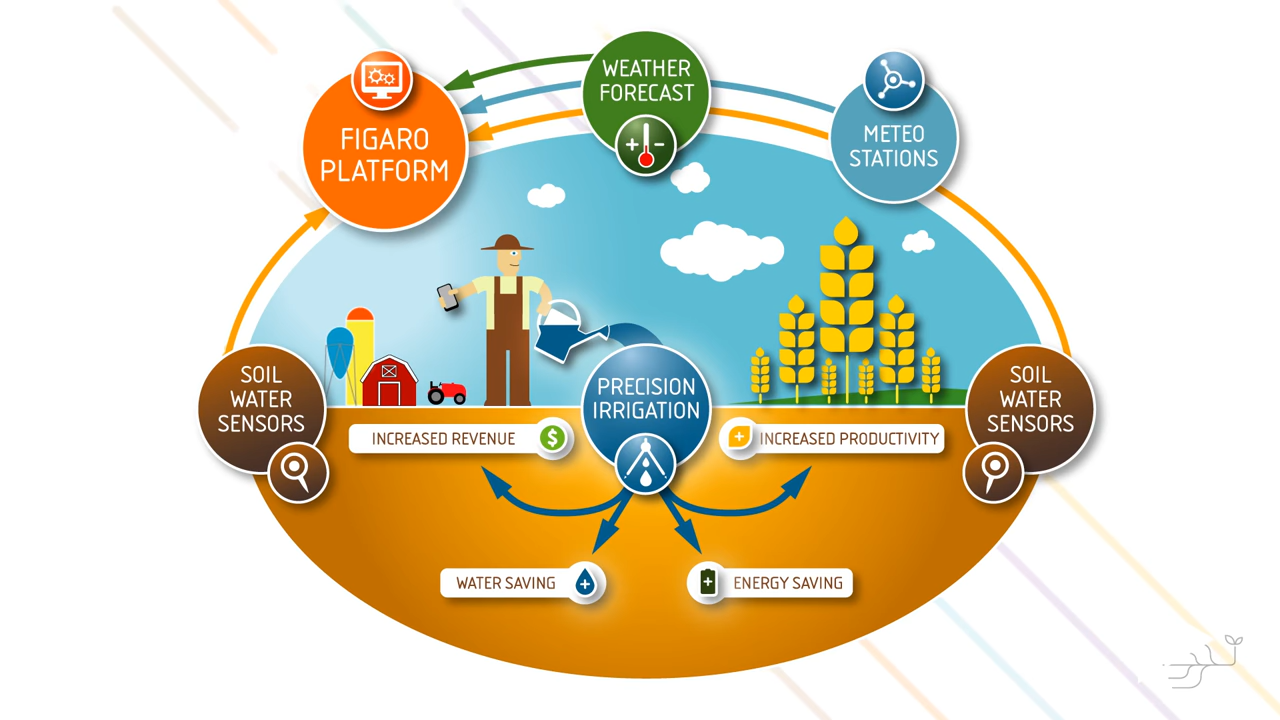 WEATHER
FORECAST
FIGARO
PLATFORM
METEO
STATIONS
SOIL
WATER
SENSORS
PRECISION
IRRIGATION
SOIL
WATER
SENSORS
INCREASED REVENUE
INCREASED PRODUCTIVITY
WATER SAVING
ENERGY SAVING